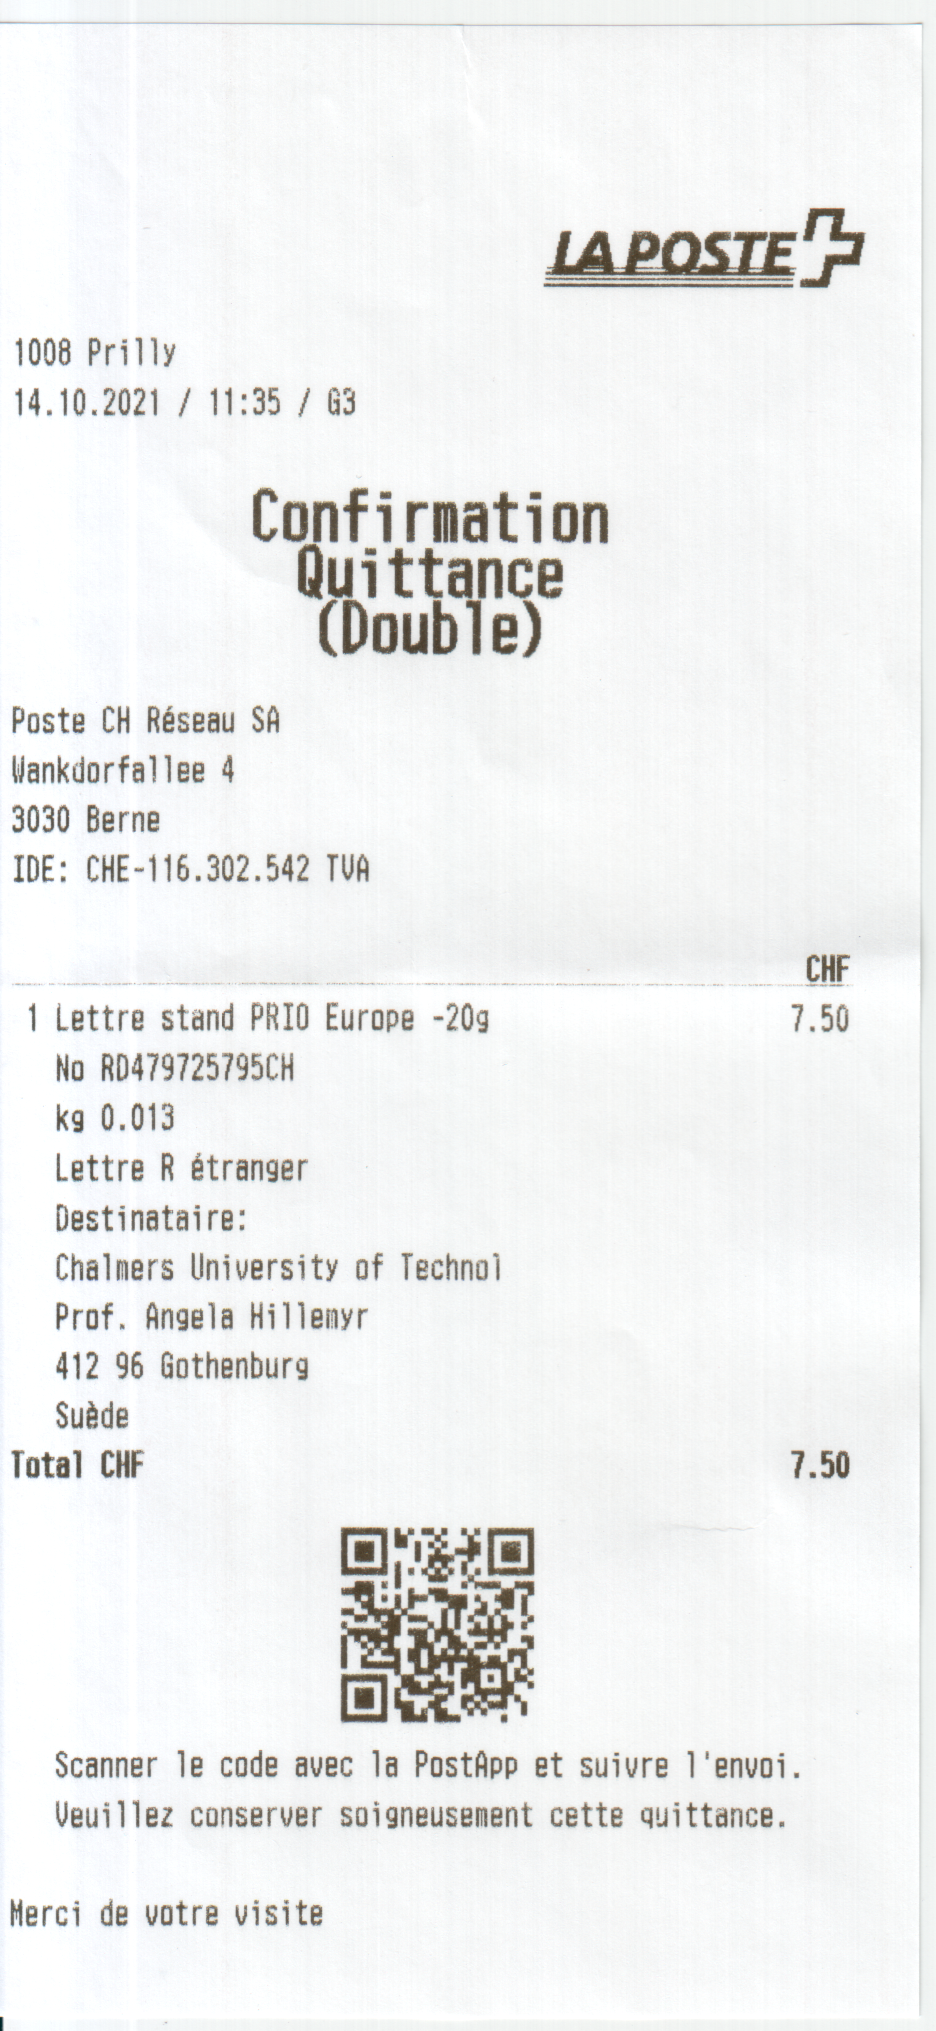 LA POSTE
1008 Prilly
14.10.2021 / 11:35 / G3
Confirmation
Quittance
(Double)
Poste CH Réseau SA
Wankdorfallee 4
3030 Berne
IDE: CHE-116.302.542 TVA
CHF
1 Lettre stand PRIO Europe -20g 7.50
No RD479725795CH
kg 0.013
Lettre R étranger
Destinataire:
Chalmers University of Technol
Prof. Angela Hillemyr
412 96 Gothenburg
Suède
Total CHF 7.50
Scanner le code avec la PostApp et suivre l'envoi.
Veuillez conserver soigneusement cette quittance.
Merci de votre visite